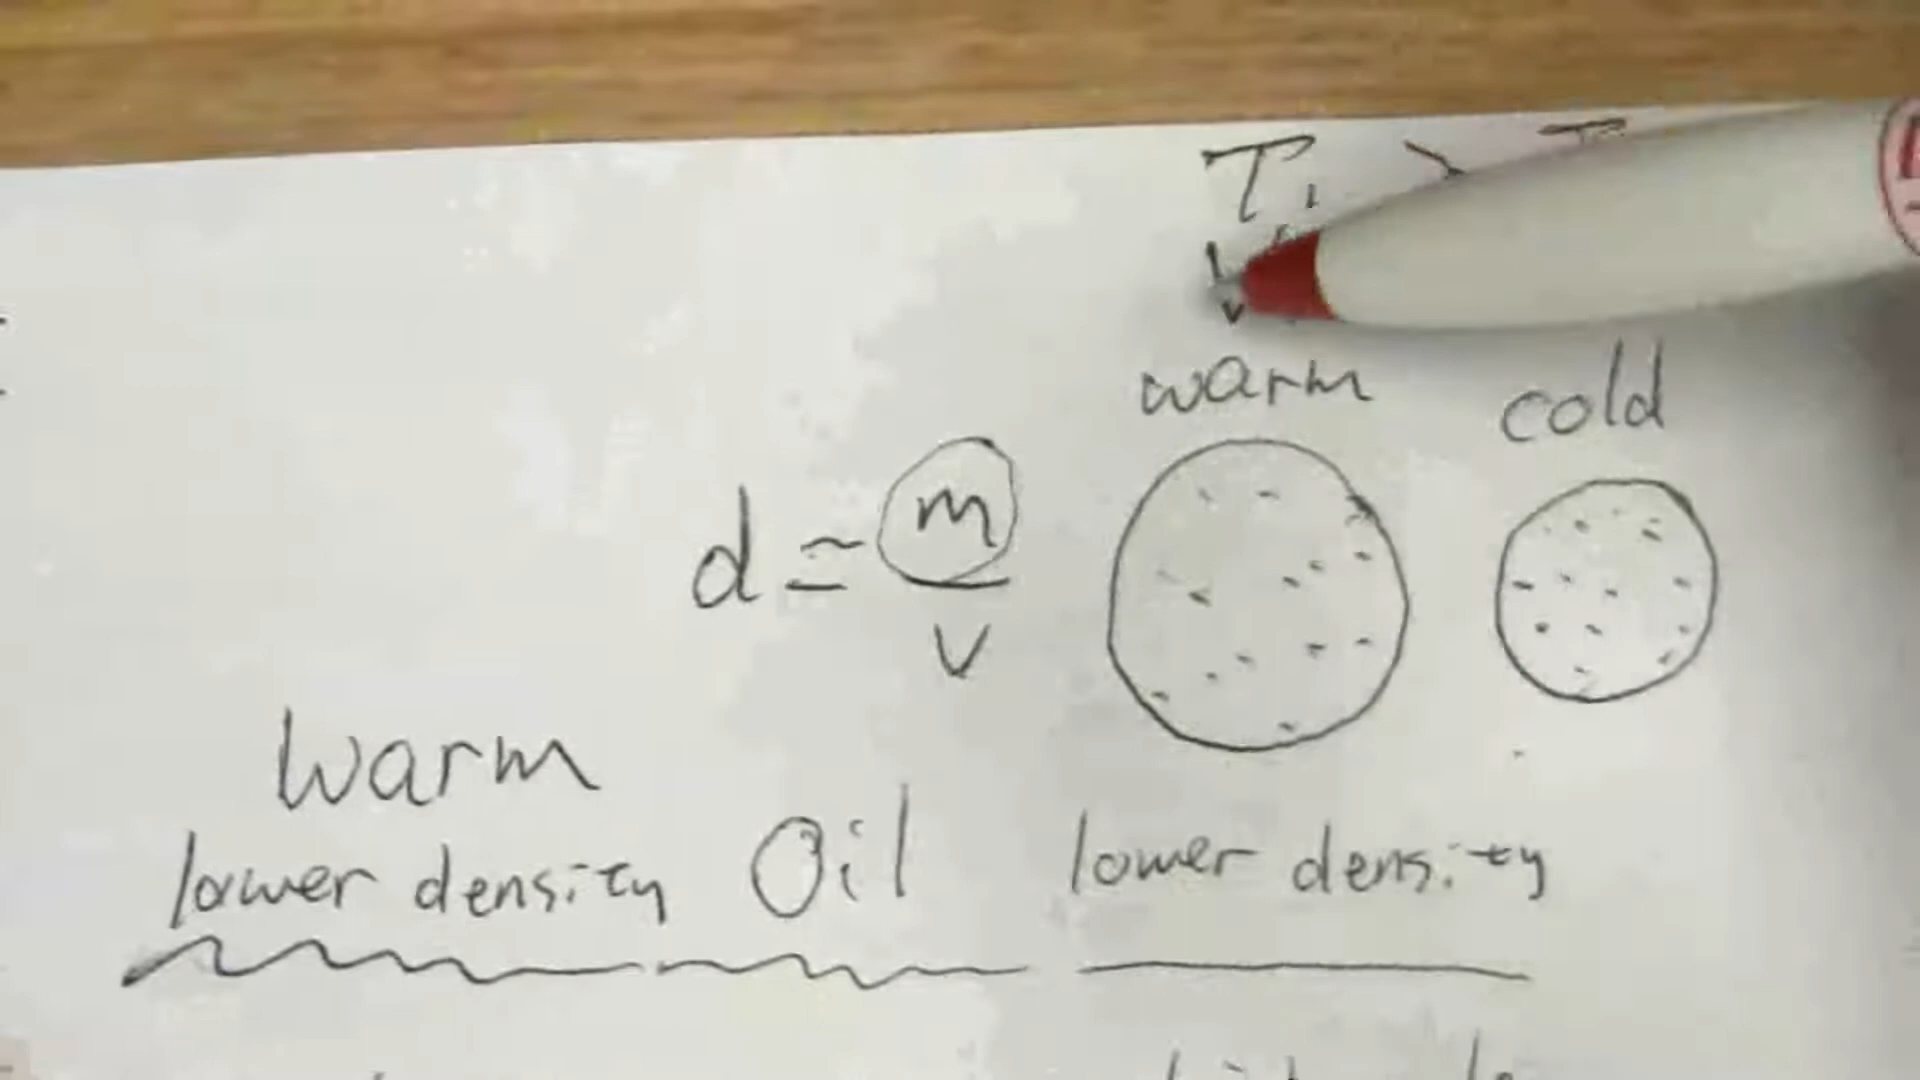 T₁ > T
warm cold
d = m
v
warm
lower density Oil lower density